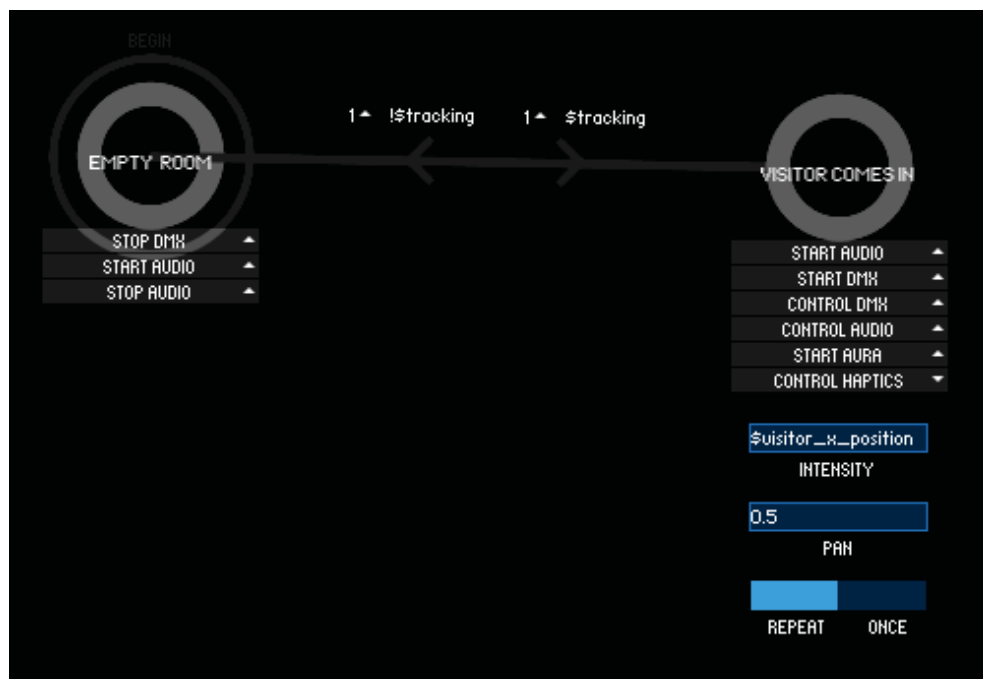 BEGIN
EMPTY ROOM
1 !$tracking
1 $tracking
VISITOR COMES IN
STOP DMX
START AUDIO
STOP AUDIO
START AUDIO
START DMX
CONTROL DMX
CONTROL AUDIO
START AURA
CONTROL HAPTICS
$visitor_x_position
INTENSITY
0.5
PAN
REPEAT ONCE